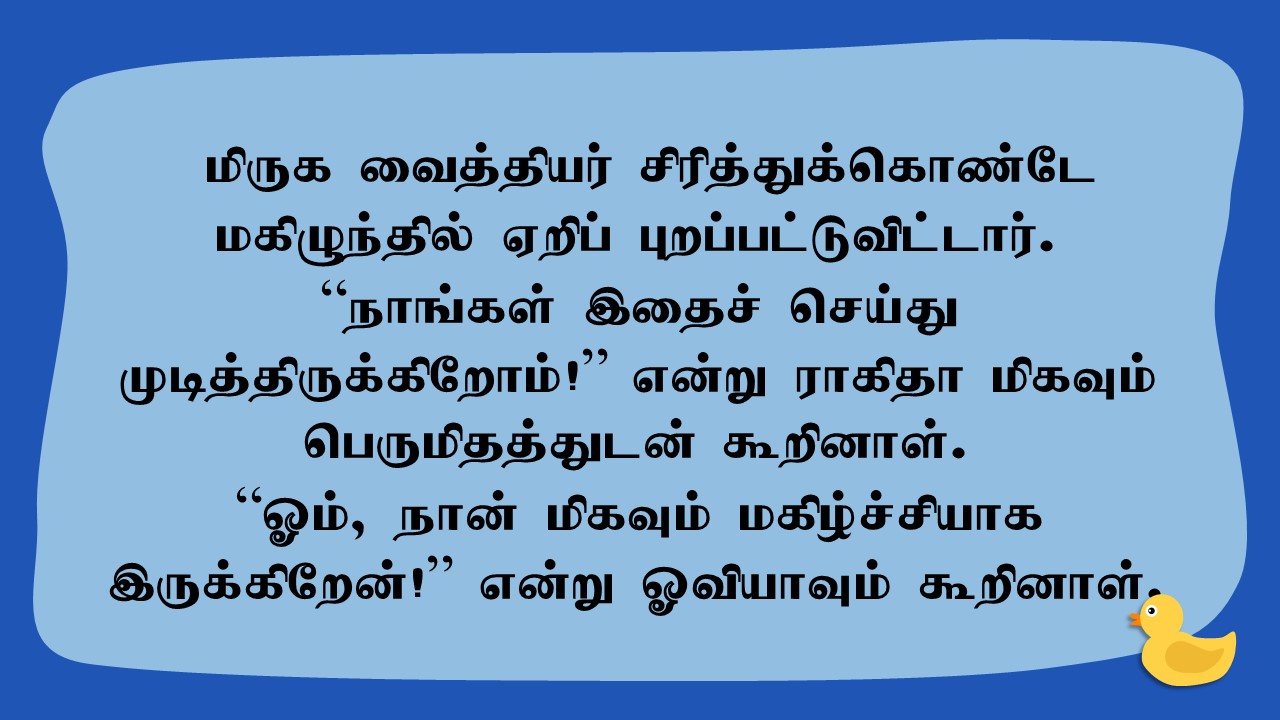 மிருக வைத்தியர் சிரித்துக்கொண்டே
மகிழுந்தில் ஏறிப் புறப்பட்டுவிட்டார்.
“நாங்கள் இதைச் செய்து
முடித்திருக்கிறோம்!” என்று ராகிதா மிகவும்
பெருமிதத்துடன் கூறினாள்.
“ஓம், நான் மிகவும் மகிழ்ச்சியாக
இருக்கிறேன்!” என்று ஓவியாவும் கூறினாள்.